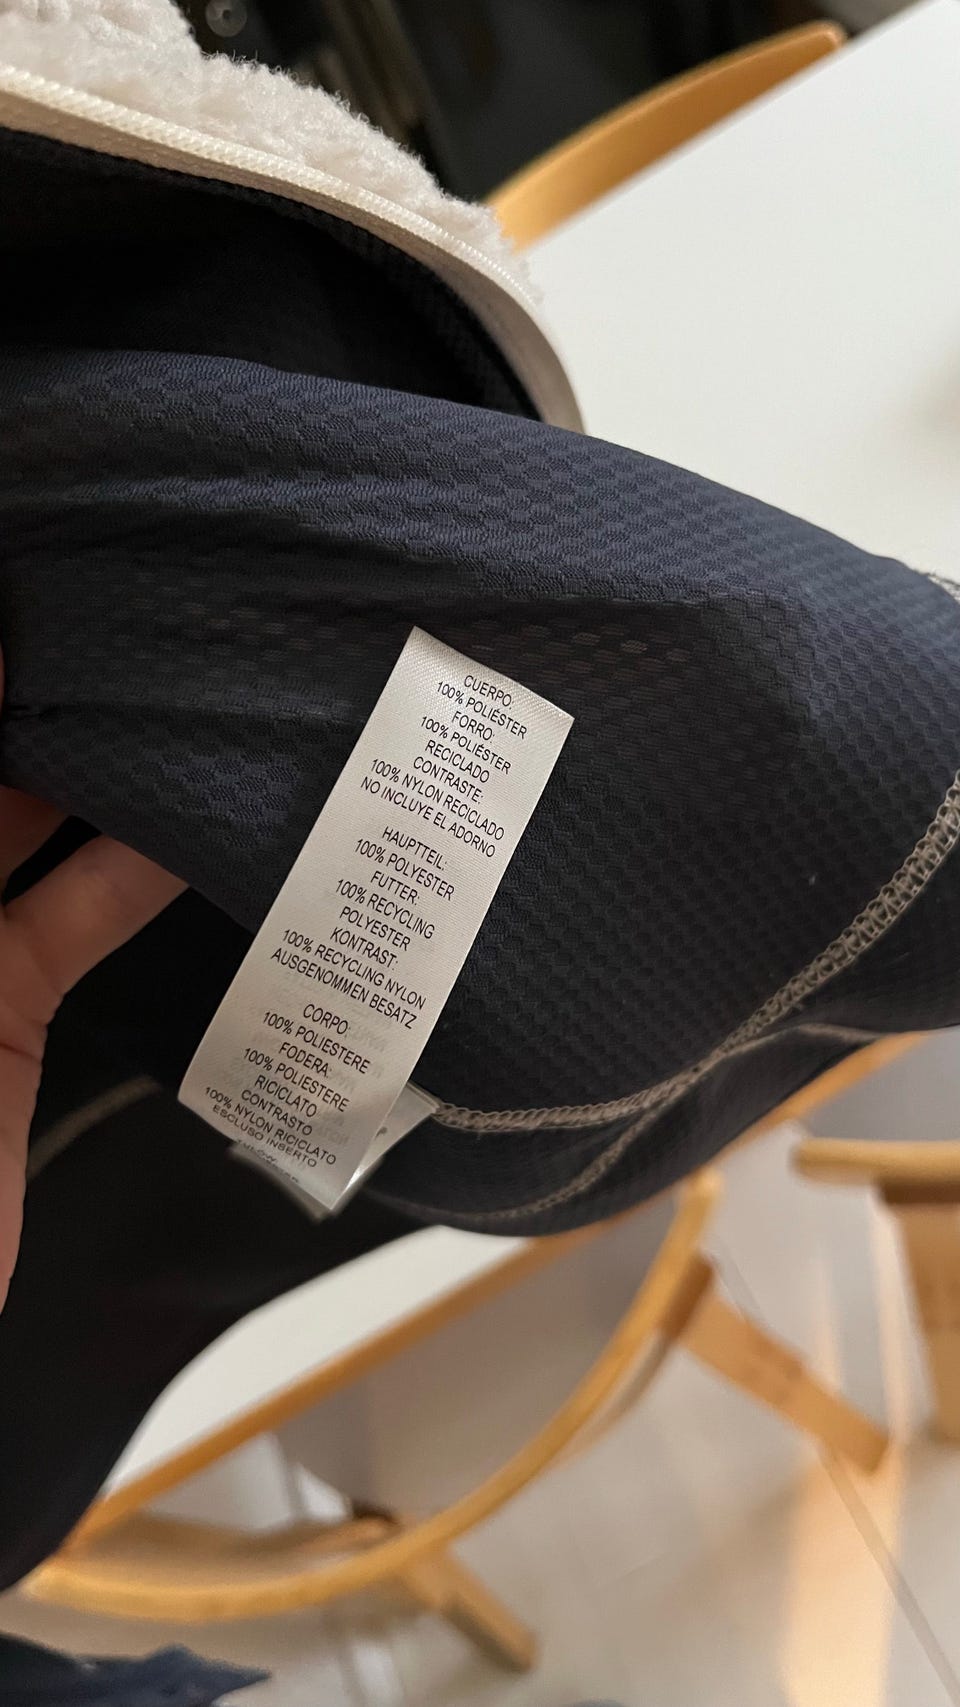 CUERPO:
100% POLIÉSTER
FORRO:
100% POLIÉSTER
RECICLADO
CONTRASTE:
100% NYLON RECICLADO
NO INCLUYE EL ADORNO
HAUPTTEIL:
100% POLYESTER
FUTTER:
100% RECYCLING
POLYESTER
KONTRAST:
100% RECYCLING NYLON
AUSGENOMMEN BESATZ
CORPO:
100% POLIESTERE
FODERA:
100% POLIESTERE
RICICLATO
CONTRASTO
100% NYLON RICICLATO
ESCLUSO INSERTO